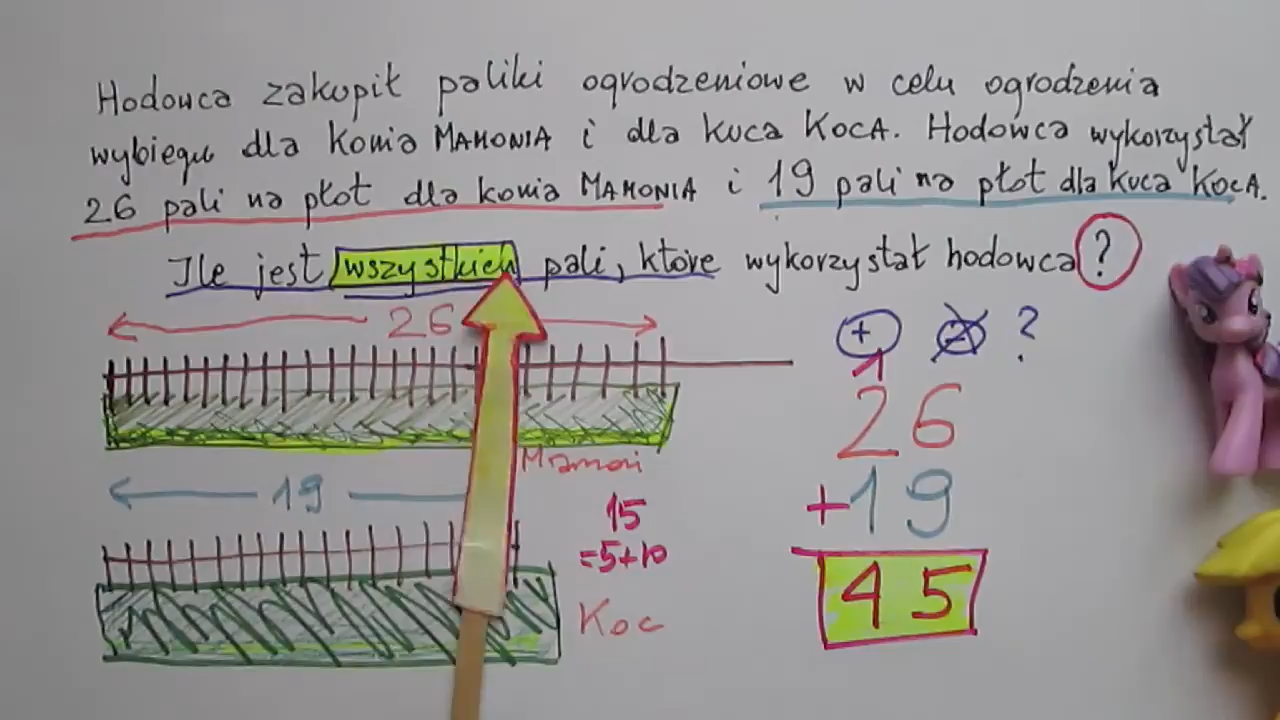 Hodowca zakupił paliki ogrodzeniowe w celu ogrodzenia
wybiegu dla konia MAMONIA i dla kuca KOCA. Hodowca wykorzystał
26 pali na płot dla konia MAMONIA i 19 pali na płot dla kuca KOCA.
Ile jest wszystkich pali, które wykorzystał hodowca?
26
+ - ?
1
26
Mamoń
19
+19
15
=5+10
45
Koc